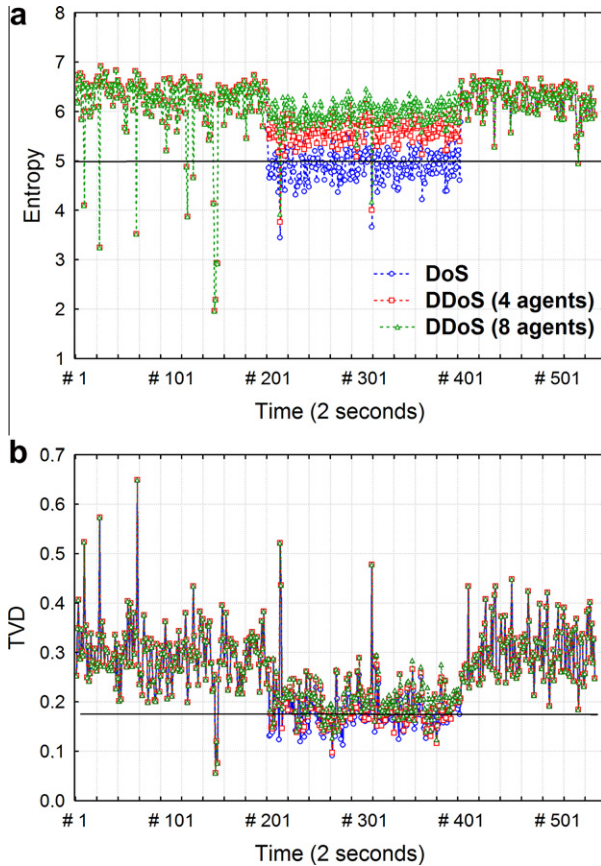 a
8
7
6
5
4
3
2
1
Entropy
DoS
DDoS (4 agents)
DDoS (8 agents)
# 1 # 101 # 201 # 301 # 401 # 501
Time (2 seconds)
b
0.7
0.6
0.5
0.4
0.3
0.2
0.1
0.0
TVD
# 1 # 101 # 201 # 301 # 401 # 501
Time (2 seconds)